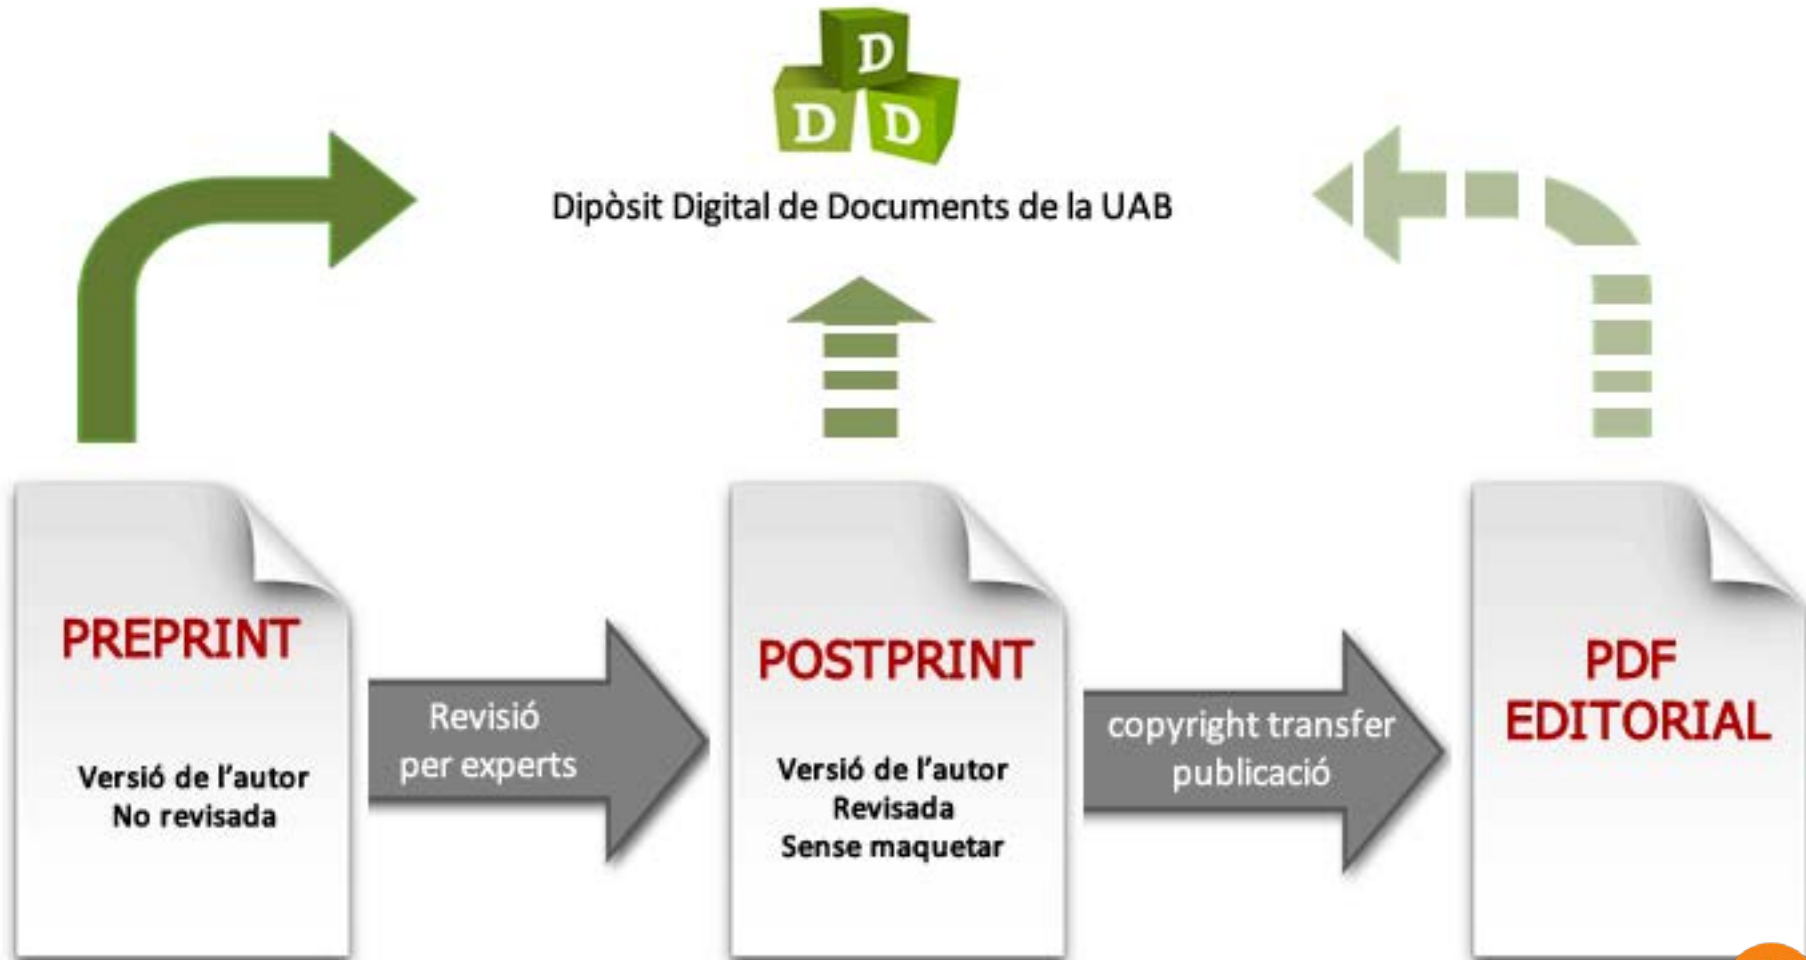 D
D D
Dipòsit Digital de Documents de la UAB
PREPRINT
Versió de l'autor
No revisada
Revisió
per experts
POSTPRINT
Versió de l'autor
Revisada
Sense maquetar
copyright transfer
publicació
PDF
EDITORIAL